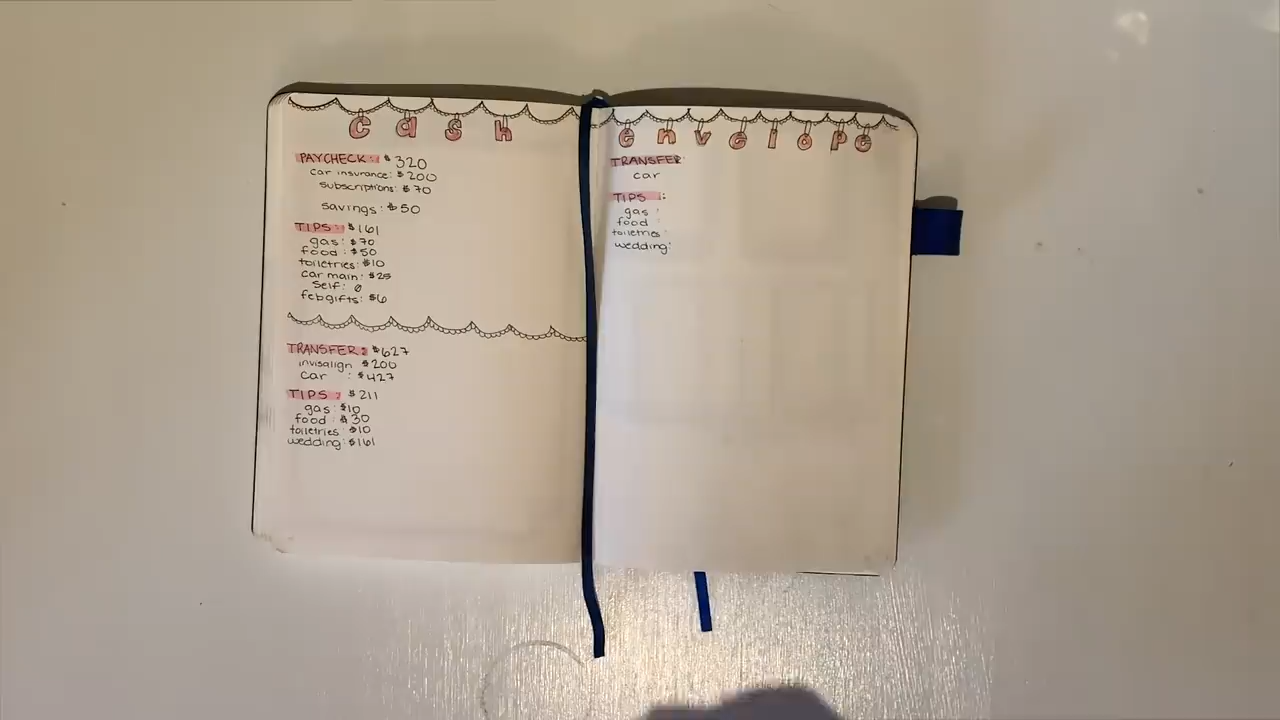 cash
PAYCHECK: $320
car insurance: $200
subscriptions: $70
savings: $50
TIPS: $161
gas: $70
food: $50
toiletries: $10
car main: $25
Self: 0
feb gifts: $6
TRANSFER: $627
invisalign $200
car : $427
TIPS: $211
gas: $10
food: $30
toiletries: $10
wedding: $161
envelope
TRANSFER:
car
TIPS :
gas :
food :
toiletries:
wedding: